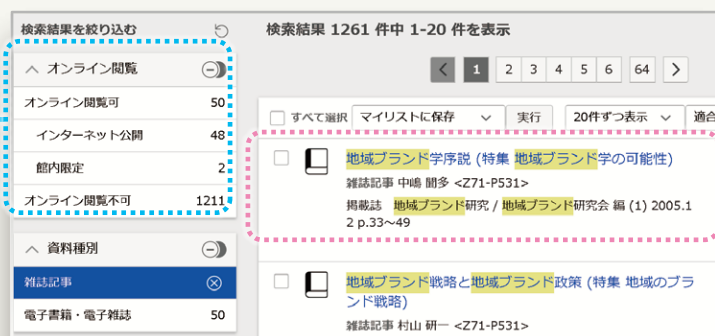 検索結果を絞り込む
オンライン閲覧
オンライン閲覧可 50
インターネット公開 48
館内限定 2
オンライン閲覧不可 1211
資料種別
雑誌記事
電子書籍・電子雑誌 50
検索結果 1261 件中 1-20 件を表示
1 2 3 4 5 6 64
すべて選択 マイリストに保存 実行 20件ずつ表示 適合
地域ブランド学序説 (特集 地域ブランド学の可能性)
雑誌記事 中嶋 聞多 <Z71-P531>
掲載誌 地域ブランド研究 / 地域ブランド研究会 編 (1) 2005.1
2 p.33～49
地域ブランド戦略と地域ブランド政策 (特集 地域のブラ
ンド戦略)
雑誌記事 村山 研一 <Z71-P531>